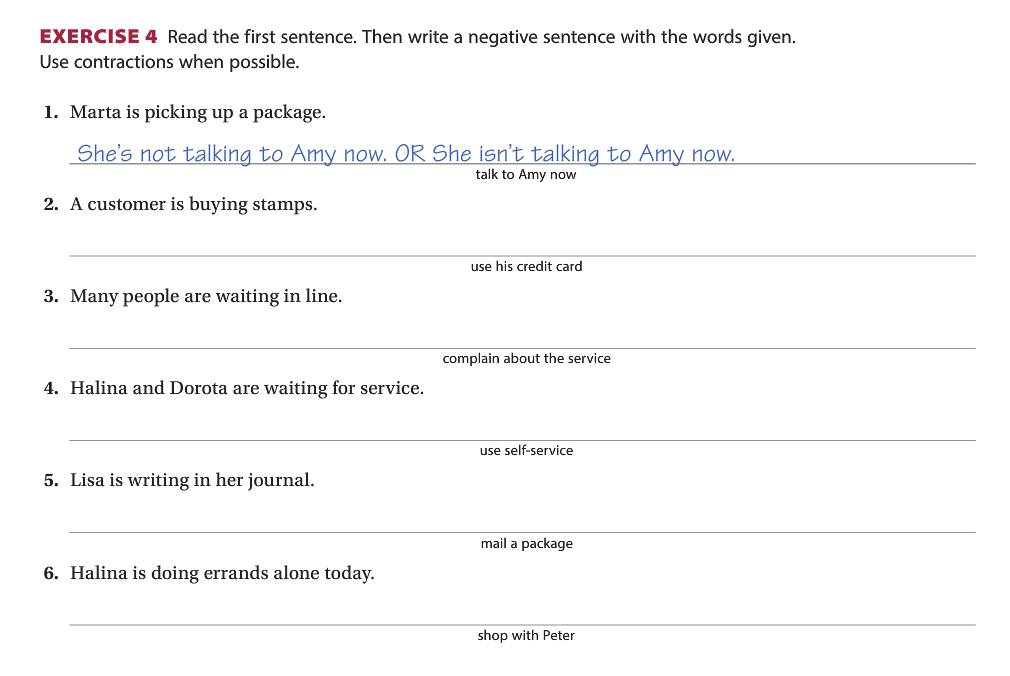 EXERCISE 4 Read the first sentence. Then write a negative sentence with the words given.
Use contractions when possible.
1. Marta is picking up a package.
She’s not talking to Amy now. OR She isn’t talking to Amy now.
talk to Amy now
2. A customer is buying stamps.
use his credit card
3. Many people are waiting in line.
complain about the service
4. Halina and Dorota are waiting for service.
use self-service
5. Lisa is writing in her journal.
mail a package
6. Halina is doing errands alone today.
shop with Peter